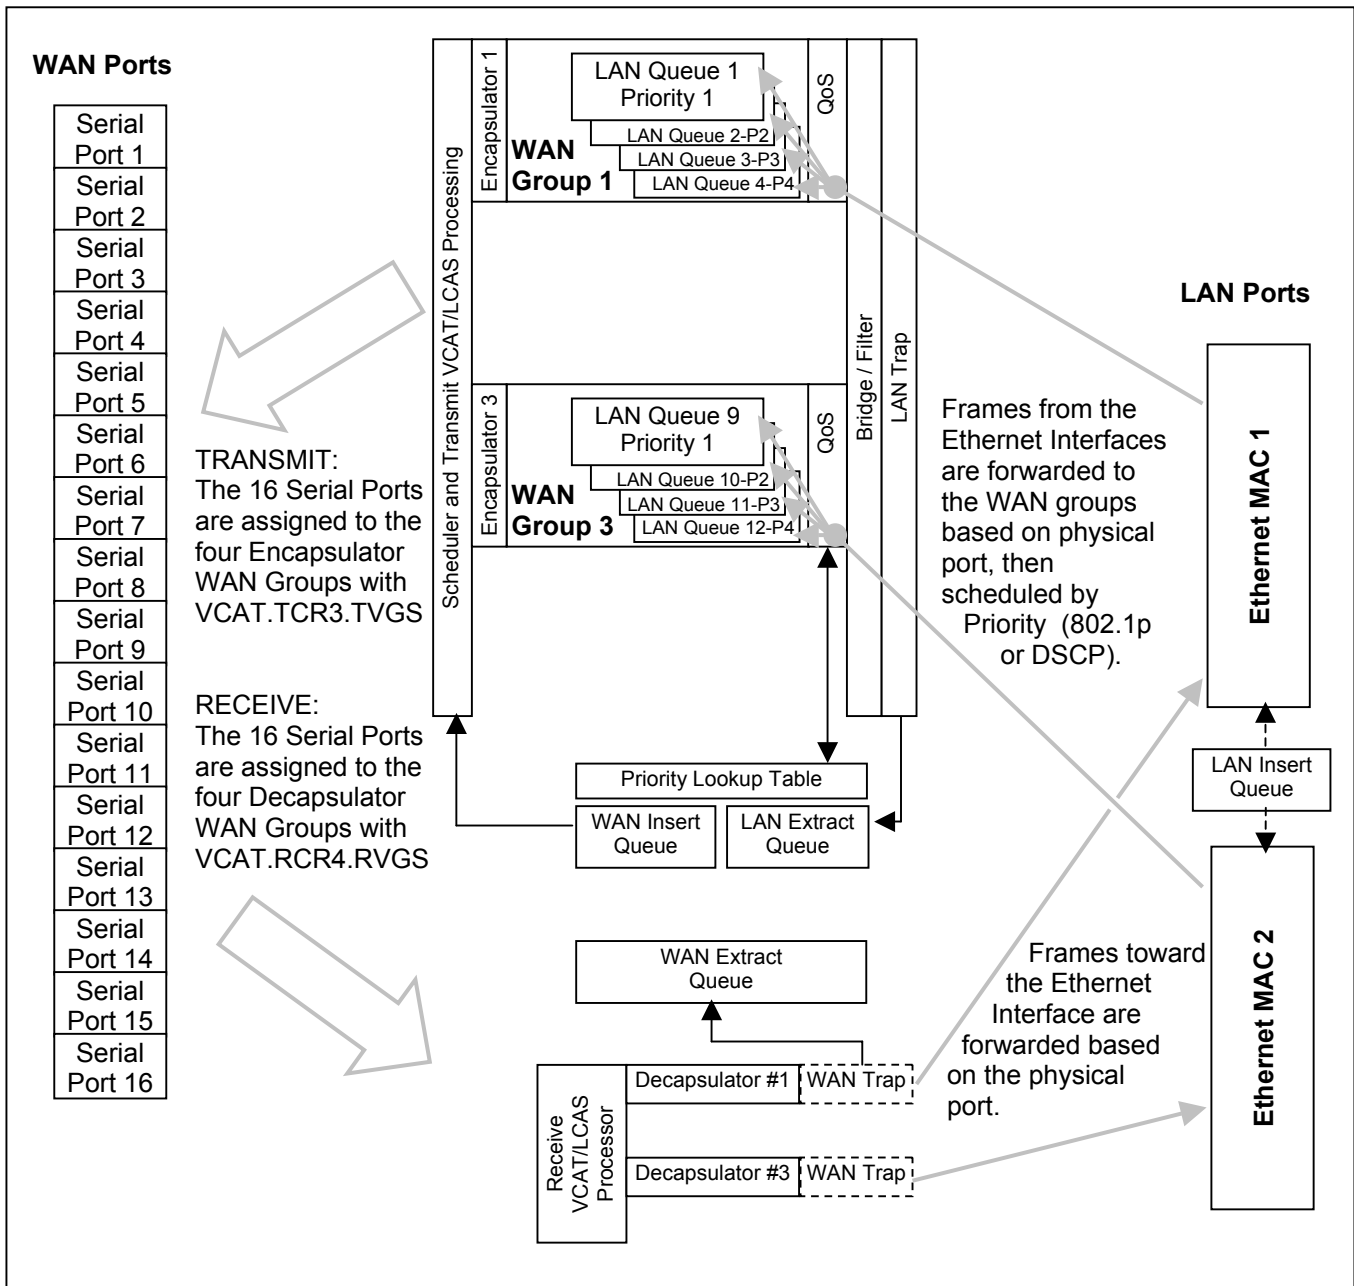 WAN Ports
Serial
Port 1
Serial
Port 2
Serial
Port 3
Serial
Port 4
Serial
Port 5
Serial
Port 6
Serial
Port 7
Serial
Port 8
Serial
Port 9
Serial
Port 10
Serial
Port 11
Serial
Port 12
Serial
Port 13
Serial
Port 14
Serial
Port 15
Serial
Port 16
TRANSMIT:
The 16 Serial Ports
are assigned to the
four Encapsulator
WAN Groups with
VCAT.TCR3.TVGS
RECEIVE:
The 16 Serial Ports
are assigned to the
four Decapsulator
WAN Groups with
VCAT.RCR4.RVGS
Scheduler and Transmit VCAT/LCAS Processing
Encapsulator 1
WAN
Group 1
LAN Queue 1
Priority 1
LAN Queue 2-P2
LAN Queue 3-P3
LAN Queue 4-P4
QoS
Encapsulator 3
WAN
Group 3
LAN Queue 9
Priority 1
LAN Queue 10-P2
LAN Queue 11-P3
LAN Queue 12-P4
QoS
Bridge / Filter
LAN Trap
Priority Lookup Table
WAN Insert
Queue
LAN Extract
Queue
WAN Extract
Queue
Receive
VCAT/LCAS
Processor
Decapsulator #1
WAN Trap
Decapsulator #3
WAN Trap
Frames from the
Ethernet Interfaces
are forwarded to
the WAN groups
based on physical
port, then
scheduled by
Priority (802.1p
or DSCP).
Frames toward
the Ethernet
Interface are
forwarded based
on the physical
port.
LAN Ports
Ethernet MAC 1
LAN Insert
Queue
Ethernet MAC 2